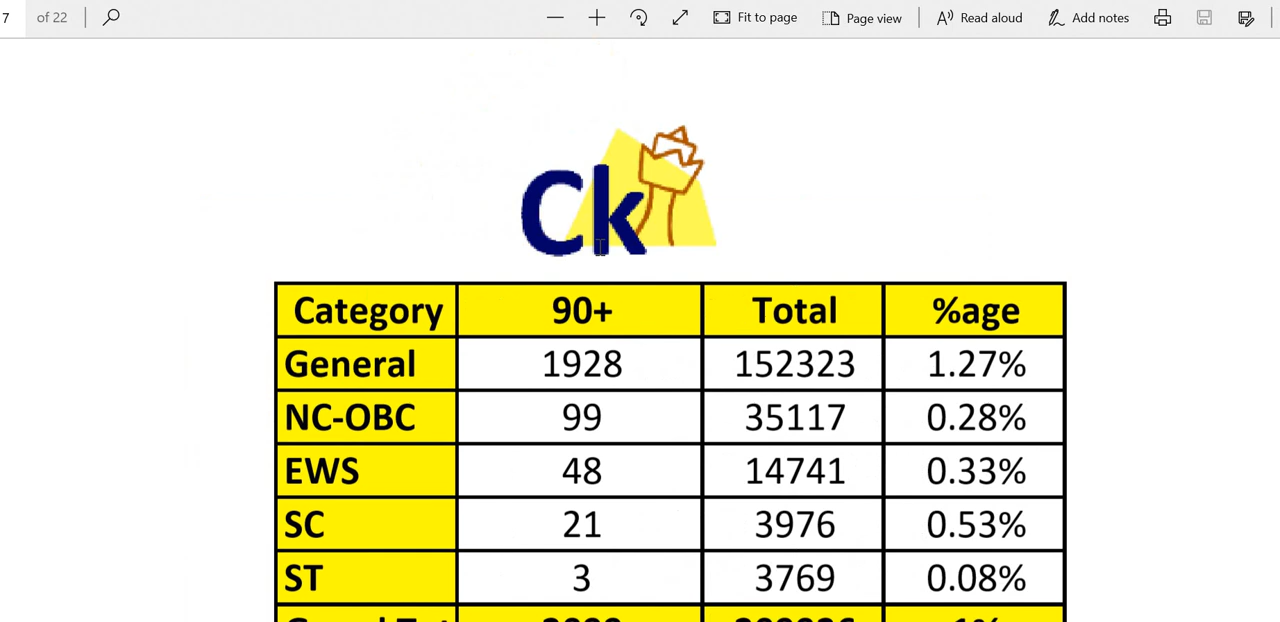 7 of 22 Fit to page Page view Read aloud Add notes
Ck
Category 90+ Total %age
General 1928 152323 1.27%
NC-OBC 99 35117 0.28%
EWS 48 14741 0.33%
SC 21 3976 0.53%
ST 3 3769 0.08%